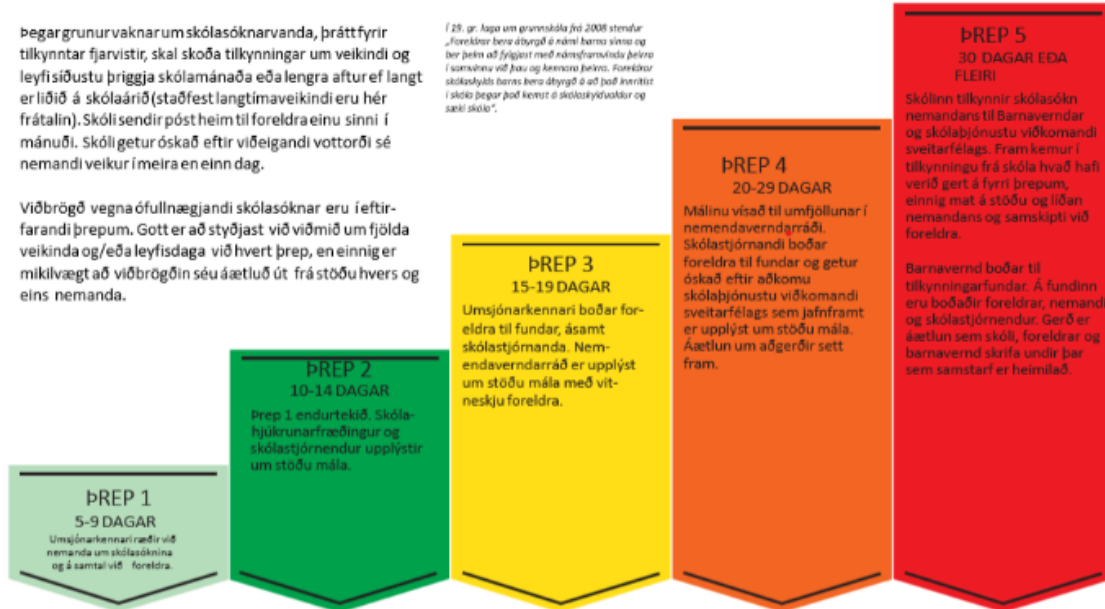 Þegar grunur vaknar um skólasóknarvanda, þrátt fyrir
tilkynntar fjarvistir, skal skoða tilkynningar um veikindi og
leyfi síðustu þriggja skólamánaða eða lengra aftur ef langt
er liðið á skólaárið (staðfest langtímaveikindi eru hér
frátalin). Skóli sendir póst heim til foreldra einu sinni í
mánuði. Skóli getur óskað eftir viðeigandi vottorði sé
nemandi veikur í meira en einn dag.
Viðbrögð vegna ófullnægjandi skólasóknar eru í eftir-
farandi þrepum. Gott er að styðjast við viðmið um fjölda
veikinda og/eða leyfisdaga við hvert þrep, en einnig er
mikilvægt að viðbrögðin séu áætluð út frá stöðu hvers og
eins nemanda.
Í 19. gr. laga um grunnskóla frá 2008 stendur
„Foreldrar bera ábyrgð á námi barna sinna og
ber þeim að fylgjast með námsframvindu þeirra
í samvinnu við þau og kennara þeirra. Foreldrar
skólaskylds barns bera ábyrgð á að það innritist
í skóla þegar það kemst á skólaskyldualdur og
sæki skóla“.
ÞREP 1
5-9 DAGAR
Umsjónarkennari ræðir við
nemanda um skólasóknina
og á samtal við foreldra.
ÞREP 2
10-14 DAGAR
Þrep 1 endurtekið. Skóla-
hjúkrunarfræðingur og
skólastjórnendur upplýstir
um stöðu mála.
ÞREP 3
15-19 DAGAR
Umsjónarkennari boðar for-
eldra til fundar, ásamt
skólastjórnanda. Nem-
endaverndarráð er upplýst
um stöðu mála með vit-
neskju foreldra.
ÞREP 4
20-29 DAGAR
Málinu vísað til umfjöllunar í
nemendaverndarráði.
Skólastjórnandi boðar
foreldra til fundar og getur
óskað eftir aðkomu
skólaþjónustu viðkomandi
sveitarfélags sem jafnframt
er upplýst um stöðu mála.
Áætlun um aðgerðir sett
fram.
ÞREP 5
30 DAGAR EÐA
FLEIRI
Skólinn tilkynnir skólasókn
nemandans til Barnaverndar
og skólaþjónustu viðkomandi
sveitarfélags. Fram kemur í
tilkynningu frá skóla hvað hafi
verið gert á fyrri þrepum,
einnig mat á stöðu og líðan
nemandans og samskipti við
foreldra.
Barnavernd boðar til
tilkynningarfundar. Á fundinn
eru boðaðir foreldrar, nemandi
og skólastjórnendur. Gerð er
áætlun sem skóli, foreldrar og
barnavernd skrifa undir þar
sem samstarf er heimilað.